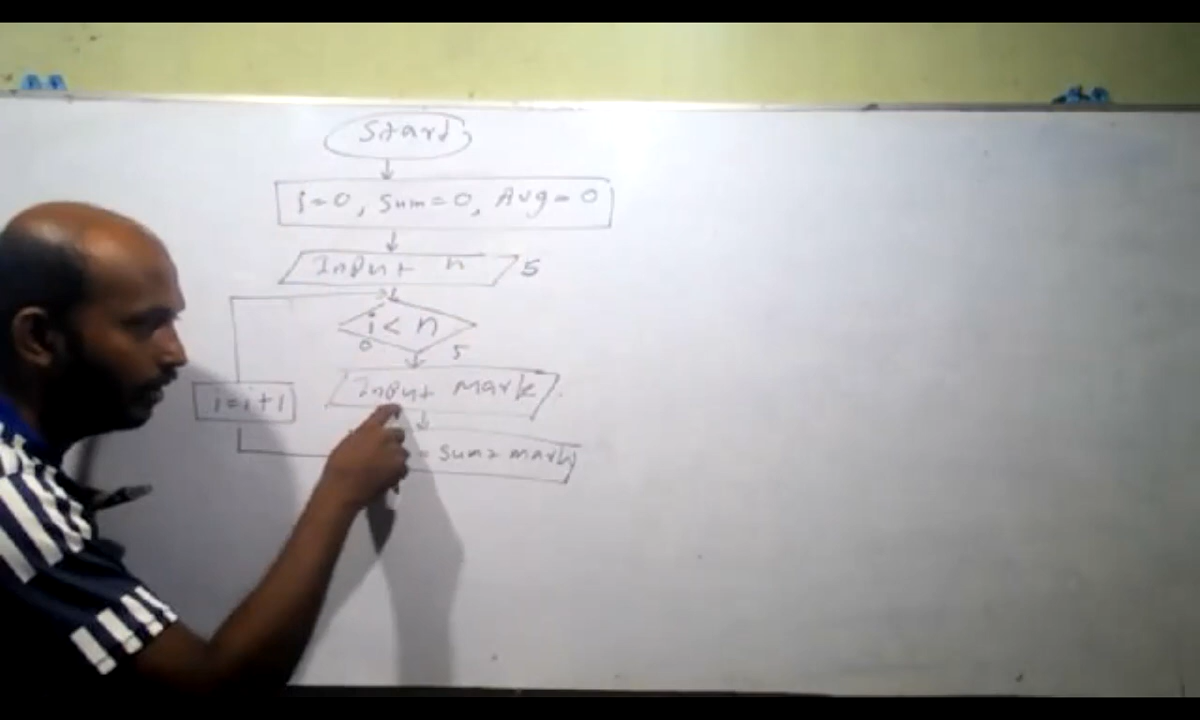 Start
i=0, Sum=0, Avg=0
Input n 5
i < n
0 5
Input mark
i=i+1
= Sum+ mark